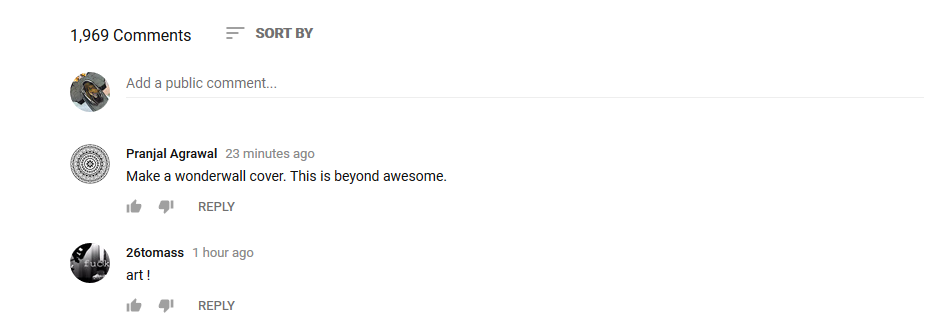 1,969 Comments SORT BY
Add a public comment...
Pranjal Agrawal 23 minutes ago
Make a wonderwall cover. This is beyond awesome.
REPLY
26tomass 1 hour ago
art !
REPLY